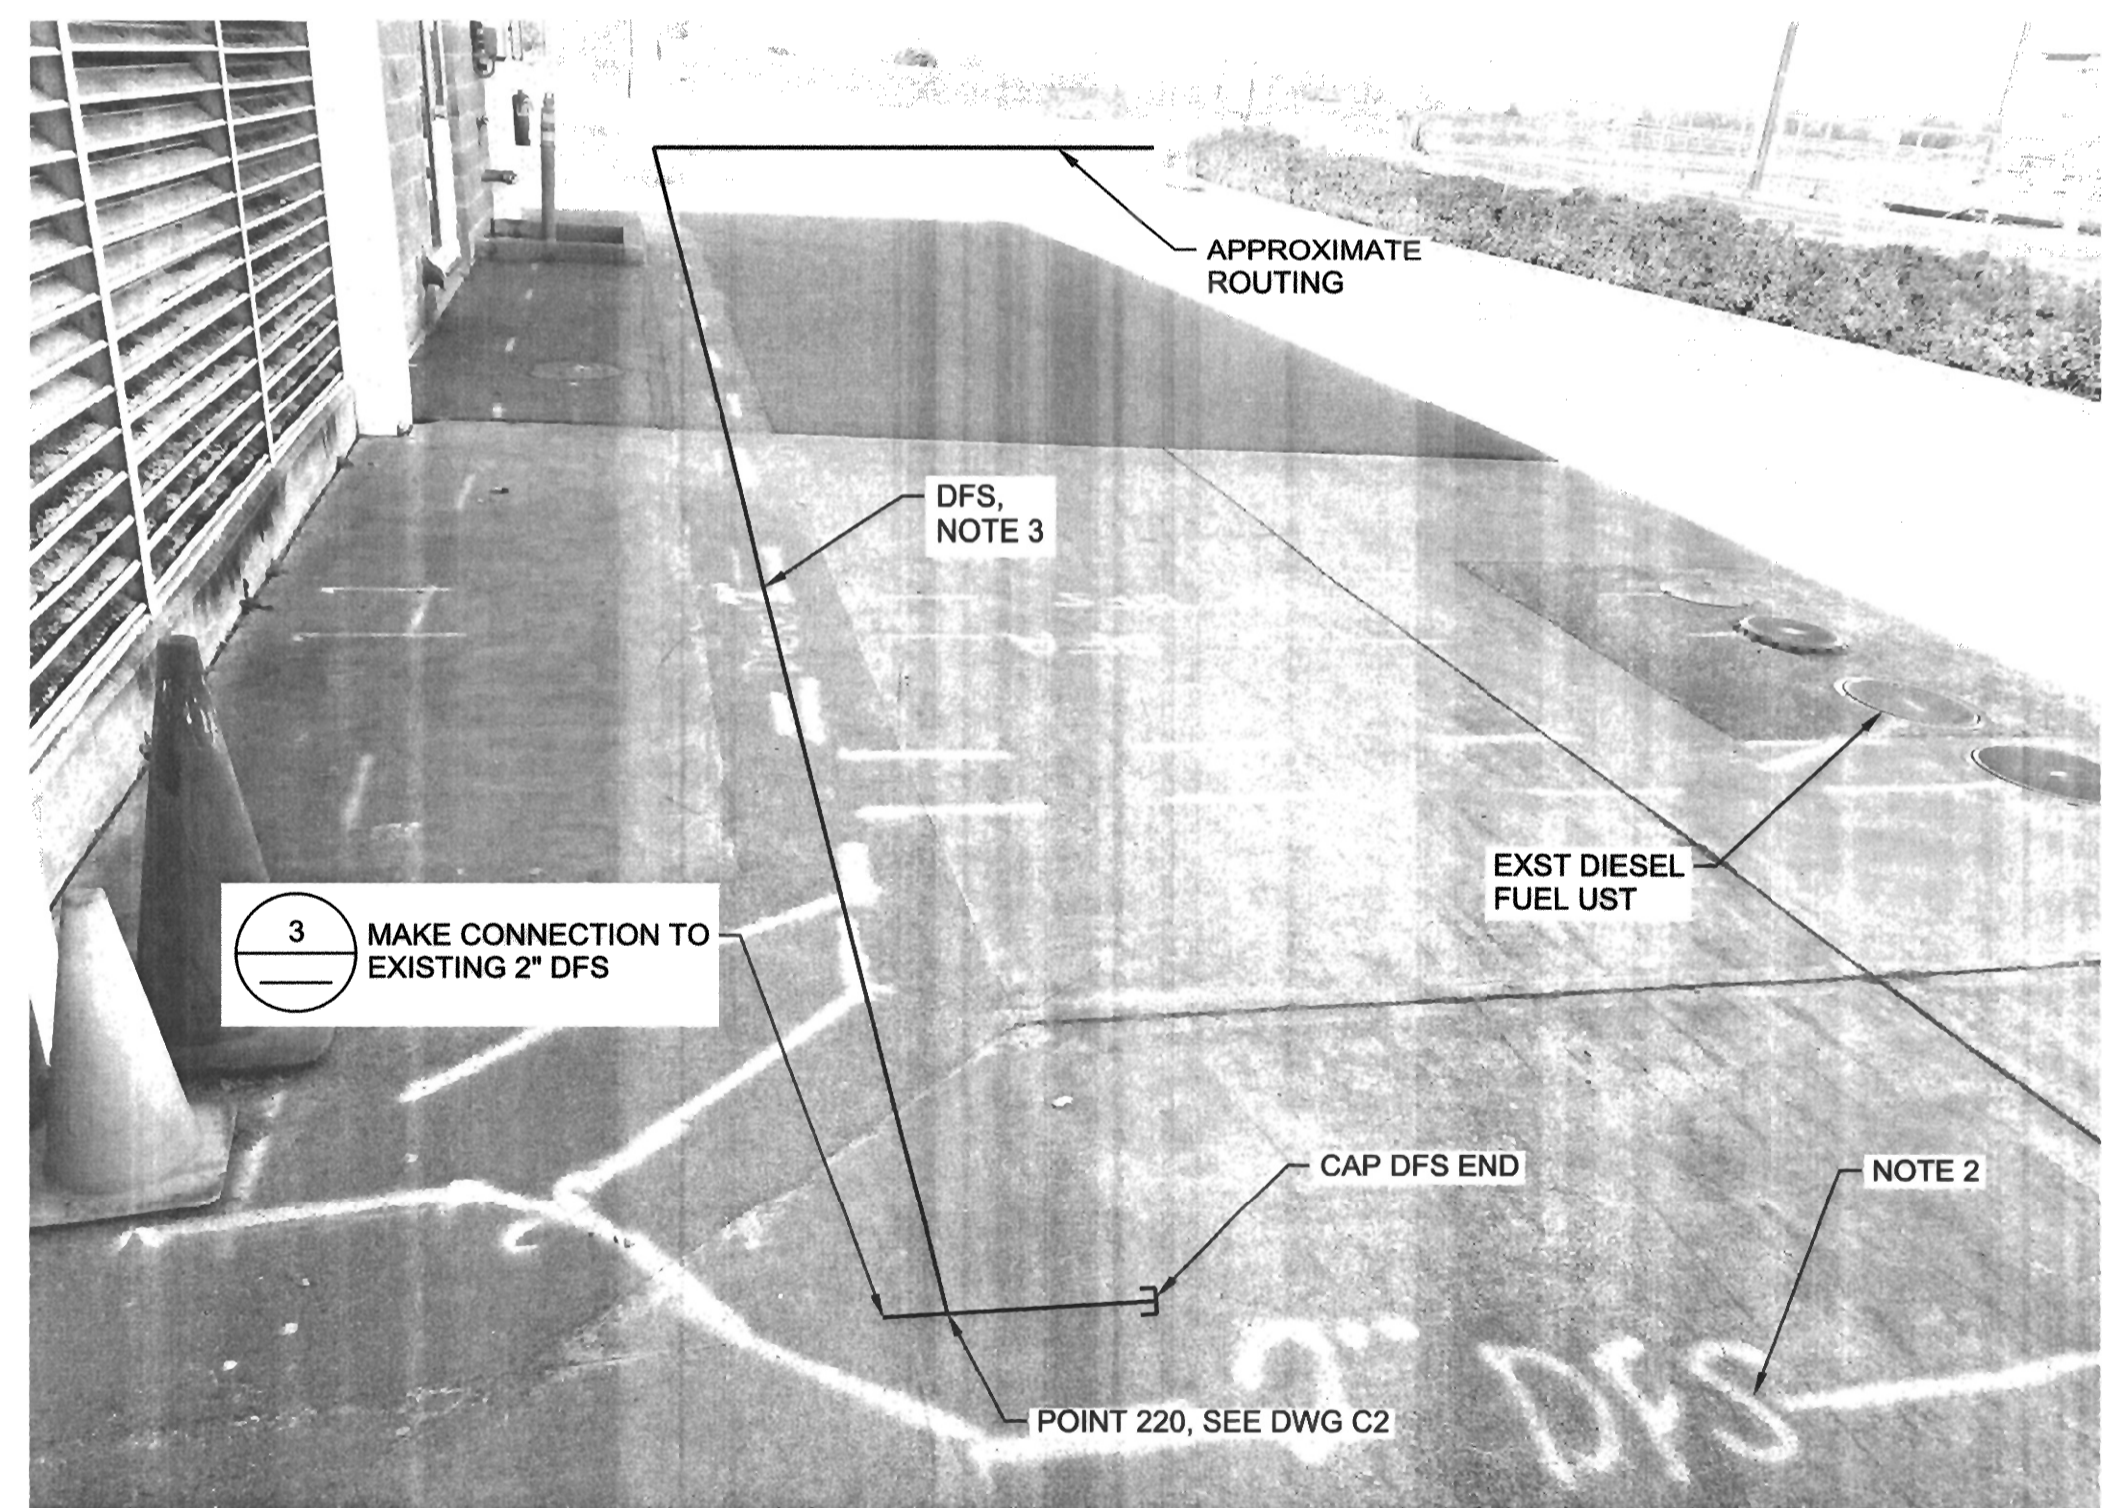 APPROXIMATE
ROUTING
DFS,
NOTE 3
EXST DIESEL
FUEL UST
3
MAKE CONNECTION TO
EXISTING 2" DFS
CAP DFS END
NOTE 2
2" DFS
POINT 220, SEE DWG C2